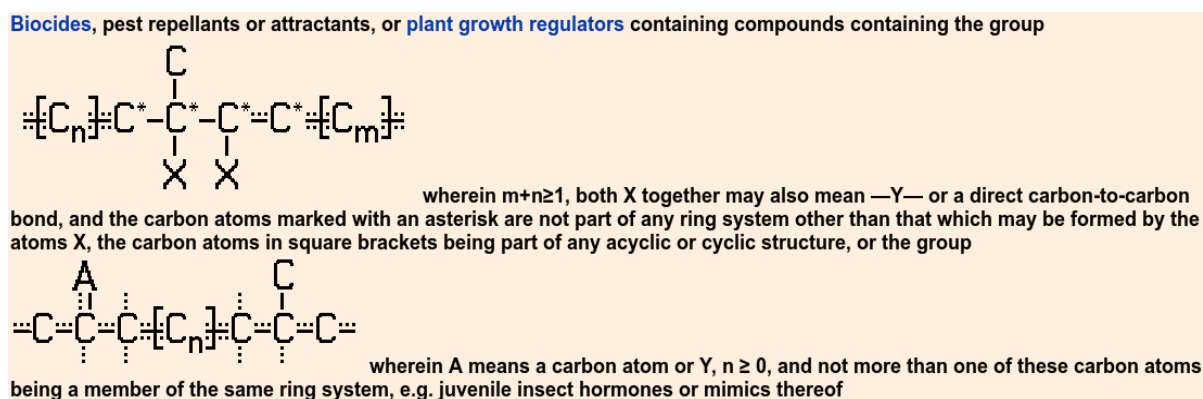 Biocides, pest repellants or attractants, or plant growth regulators containing compounds containing the group
C
[Cn] C* C* C* C* [Cm]
X X
wherein m+n≥1, both X together may also mean —Y— or a direct carbon-to-carbon
bond, and the carbon atoms marked with an asterisk are not part of any ring system other than that which may be formed by the
atoms X, the carbon atoms in square brackets being part of any acyclic or cyclic structure, or the group
A C
C C C [Cn] C C C
wherein A means a carbon atom or Y, n ≥ 0, and not more than one of these carbon atoms
being a member of the same ring system, e.g. juvenile insect hormones or mimics thereof